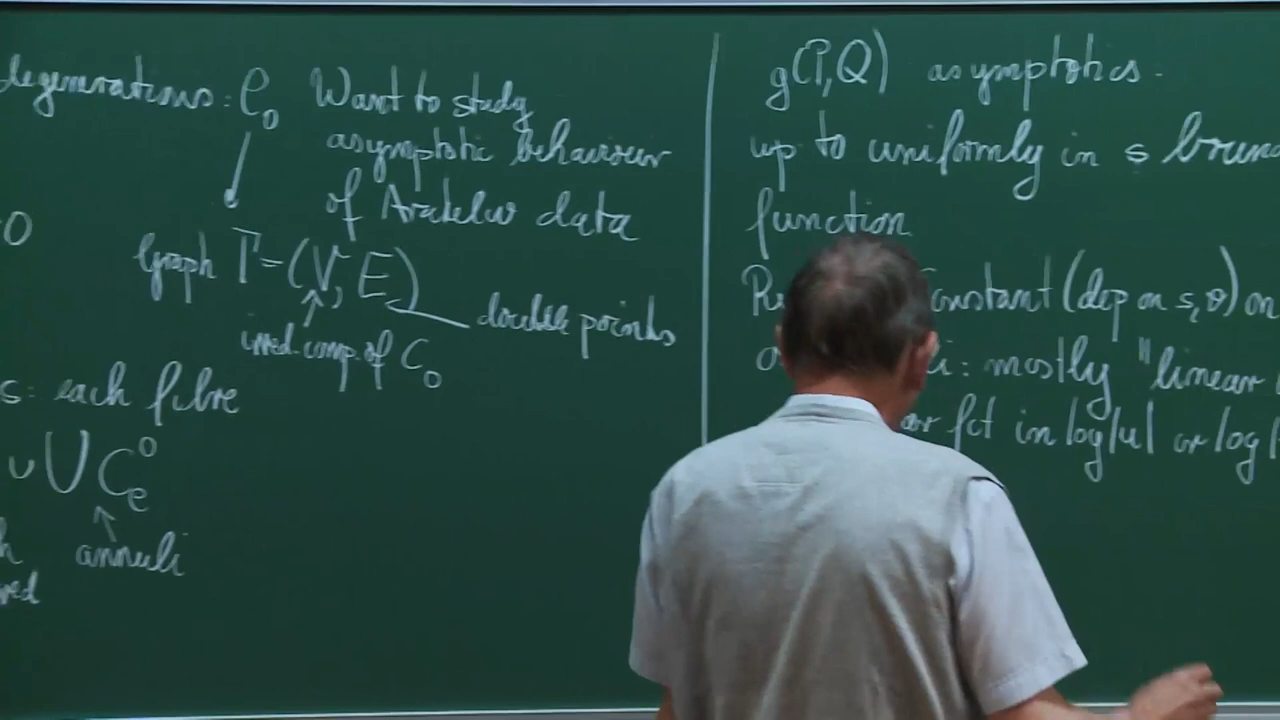 degenerations: C₀ Want to study
asymptotic behaviour
of Arakelov data
=0
Graph Γ=(V, E)
double points
irred. comp. of C₀
s: each fibre
∪ ⋃ C_e^0
annuli
g(P,Q) asymptotics.
up to uniformly in s
function
constant (dep on s, ) on
: mostly "linear
fct in log|u| or log|